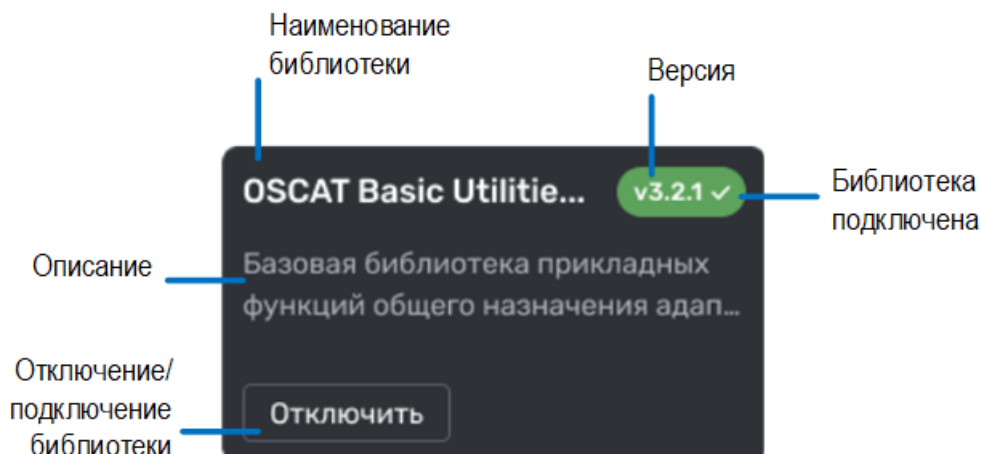 Наименование
библиотеки
Версия
OSCAT Basic Utilitie...
v3.2.1 ✓
Библиотека
подключена
Описание
Базовая библиотека прикладных
функций общего назначения адап...
Отключение/
подключение
библиотеки
Отключить